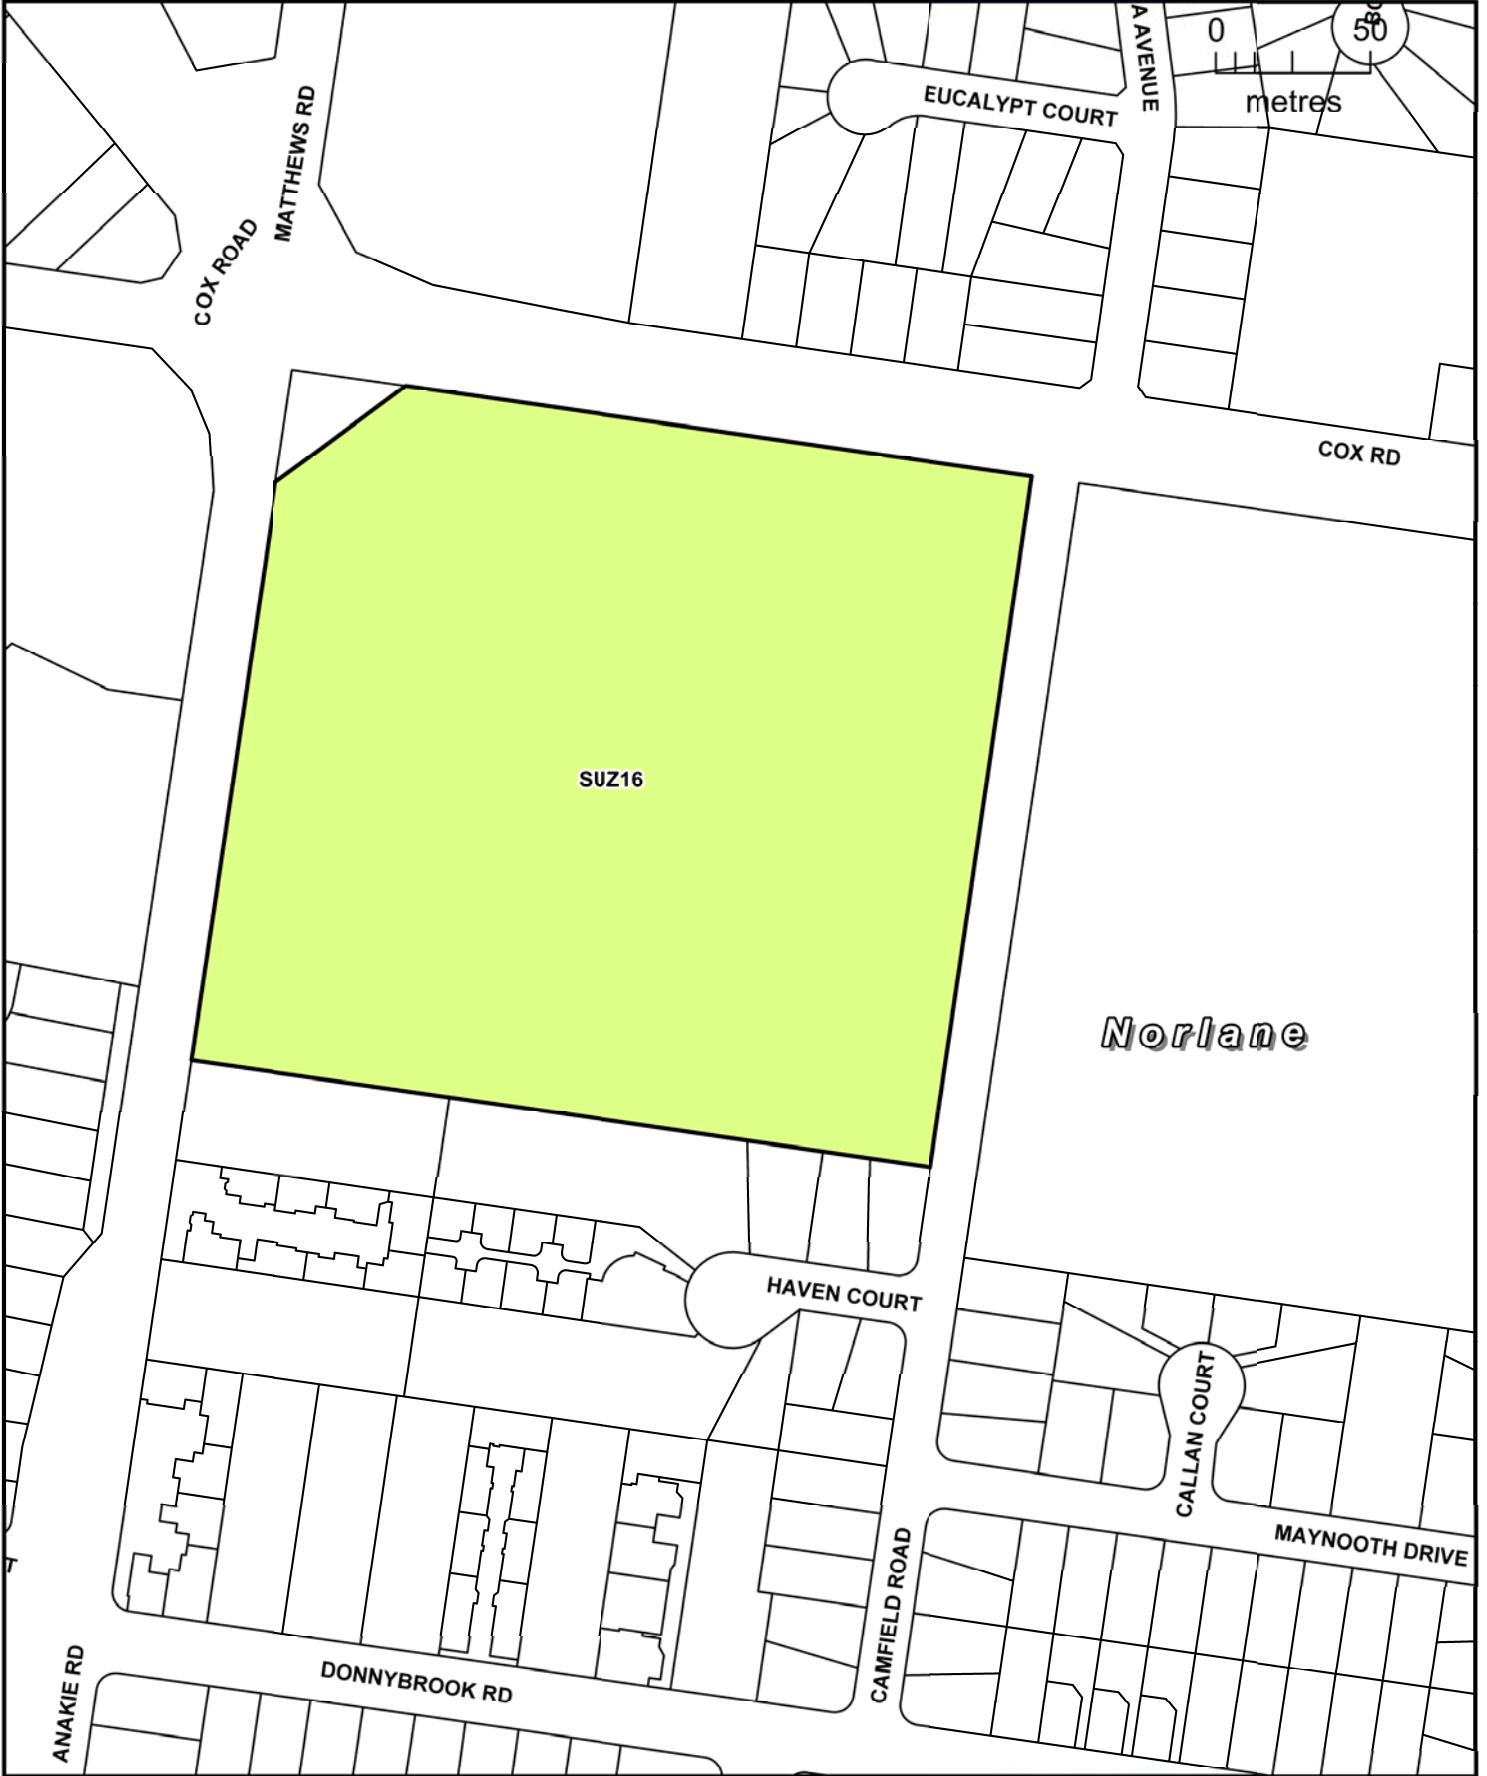 A AVENUE
0
50
metres
EUCALYPT COURT
MATTHEWS RD
COX ROAD
COX RD
SUZ16
Norlane
HAVEN COURT
CALLAN COURT
MAYNOOTH DRIVE
CAMFIELD ROAD
DONNYBROOK RD
ANAKIE RD
T